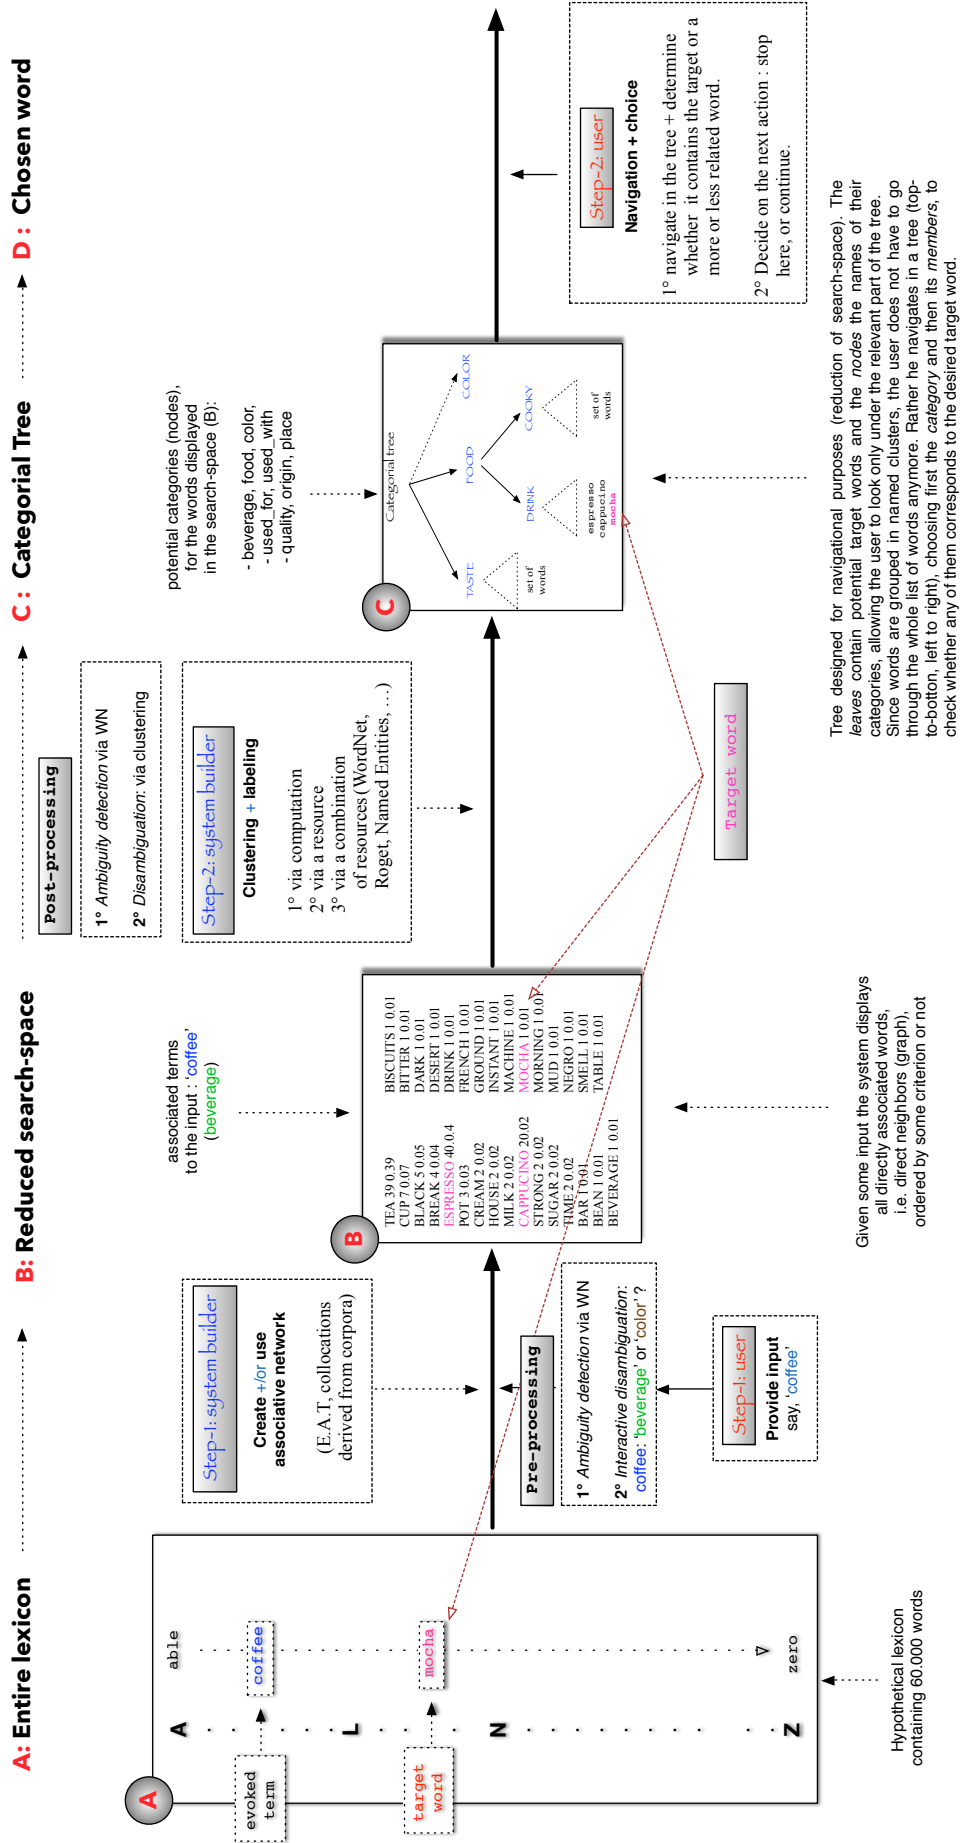 A: Entire lexicon
B: Reduced search-space
C : Categorial Tree
D : Chosen word
A
evoked
term
target
word
A
L
N
Z
able
coffee
mocha
zero
Hypothetical lexicon
containing 60.000 words
Step-1: system builder
Create +/or use
associative network
(E.A.T, collocations
derived from corpora)
Pre-processing
1° Ambiguity detection via WN
2° Interactive disambiguation:
coffee: 'beverage' or 'color' ?
Step-1: user
Provide input
say, 'coffee'
associated terms
to the input : 'coffee'
(beverage)
B
TEA 39 0.39
CUP 7 0.07
BLACK 5 0.05
BREAK 4 0.04
ESPRESSO 40.0.4
POT 3 0.03
CREAM 2 0.02
HOUSE 2 0.02
MILK 2 0.02
CAPPUCINO 20.02
STRONG 2 0.02
SUGAR 2 0.02
TIME 2 0.02
BAR 1 0.01
BEAN 1 0.01
BEVERAGE 1 0.01
BISCUITS 1 0.01
BITTER 1 0.01
DARK 1 0.01
DESERT 1 0.01
DRINK 1 0.01
FRENCH 1 0.01
GROUND 1 0.01
INSTANT 1 0.01
MACHINE 1 0.01
MOCHA 1 0.01
MORNING 1 0.01
MUD 1 0.01
NEGRO 1 0.01
SMELL 1 0.01
TABLE 1 0.01
Given some input the system displays
all directly associated words,
i.e. direct neighbors (graph),
ordered by some criterion or not
Post-processing
1° Ambiguity detection via WN
2° Disambiguation: via clustering
Step-2: system builder
Clustering + labeling
1° via computation
2° via a resource
3° via a combination
of resources (WordNet,
Roget, Named Entities, …)
Target word
potential categories (nodes),
for the words displayed
in the search-space (B):
- beverage, food, color,
- used_for, used_with
- quality, origin, place
C
Categorial tree
TASTE
FOOD
COLOR
set of
words
DRINK
COOKY
espresso
cappucino
mocha
set of
words
Tree designed for navigational purposes (reduction of search-space). The
leaves contain potential target words and the nodes the names of their
categories, allowing the user to look only under the relevant part of the tree.
Since words are grouped in named clusters, the user does not have to go
through the whole list of words anymore. Rather he navigates in a tree (top-
to-botton, left to right), choosing first the category and then its members, to
check whether any of them corresponds to the desired target word.
Step-2: user
Navigation + choice
1° navigate in the tree + determine
whether it contains the target or a
more or less related word.
2° Decide on the next action : stop
here, or continue.